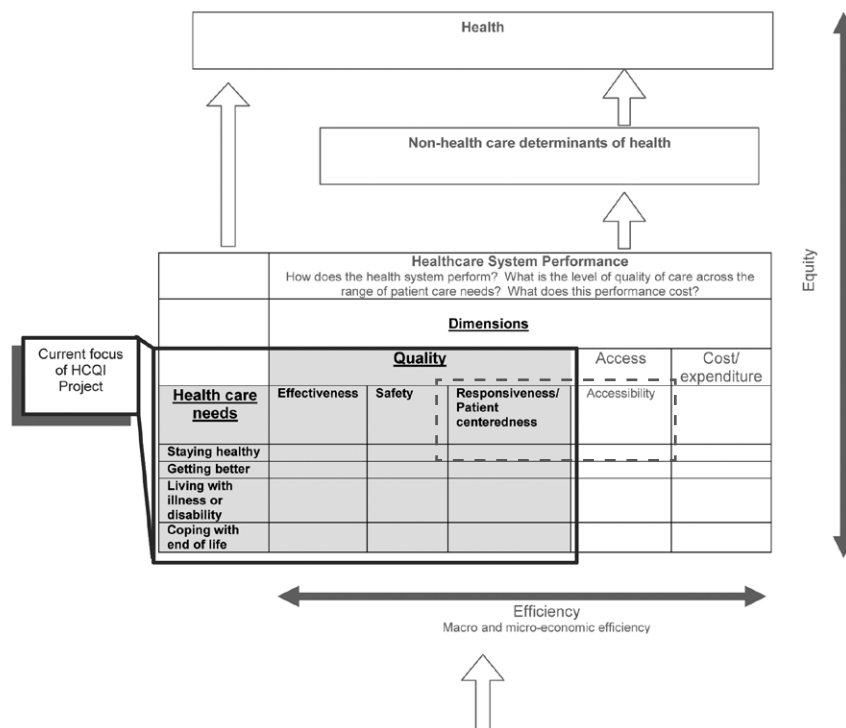 Health
Non-health care determinants of health
Healthcare System Performance
How does the health system perform? What is the level of quality of care across the
range of patient care needs? What does this performance cost?
Dimensions
Current focus
of HCQI
Project
Quality
Access
Cost/
expenditure
Health care
needs
Effectiveness
Safety
Responsiveness/
Patient
centeredness
Accessibility
Staying healthy
Getting better
Living with
illness or
disability
Coping with
end of life
Efficiency
Macro and micro-economic efficiency
Equity